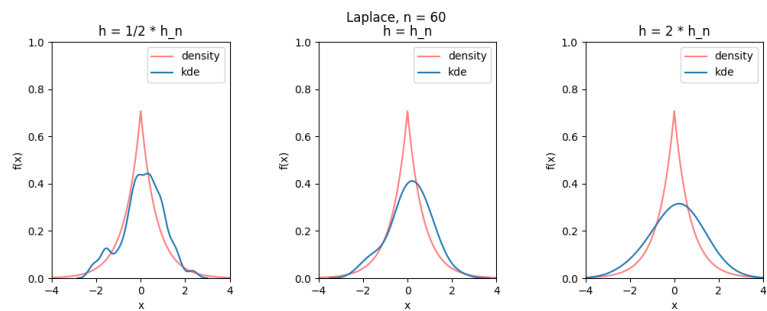 Laplace, n = 60
h = 1/2 * h_n
1.0
0.8
0.6
0.4
0.2
0.0
f(x)
−4
−2
0
2
4
x
density
kde
h = h_n
1.0
0.8
0.6
0.4
0.2
0.0
f(x)
−4
−2
0
2
4
x
density
kde
h = 2 * h_n
1.0
0.8
0.6
0.4
0.2
0.0
f(x)
−4
−2
0
2
4
x
density
kde